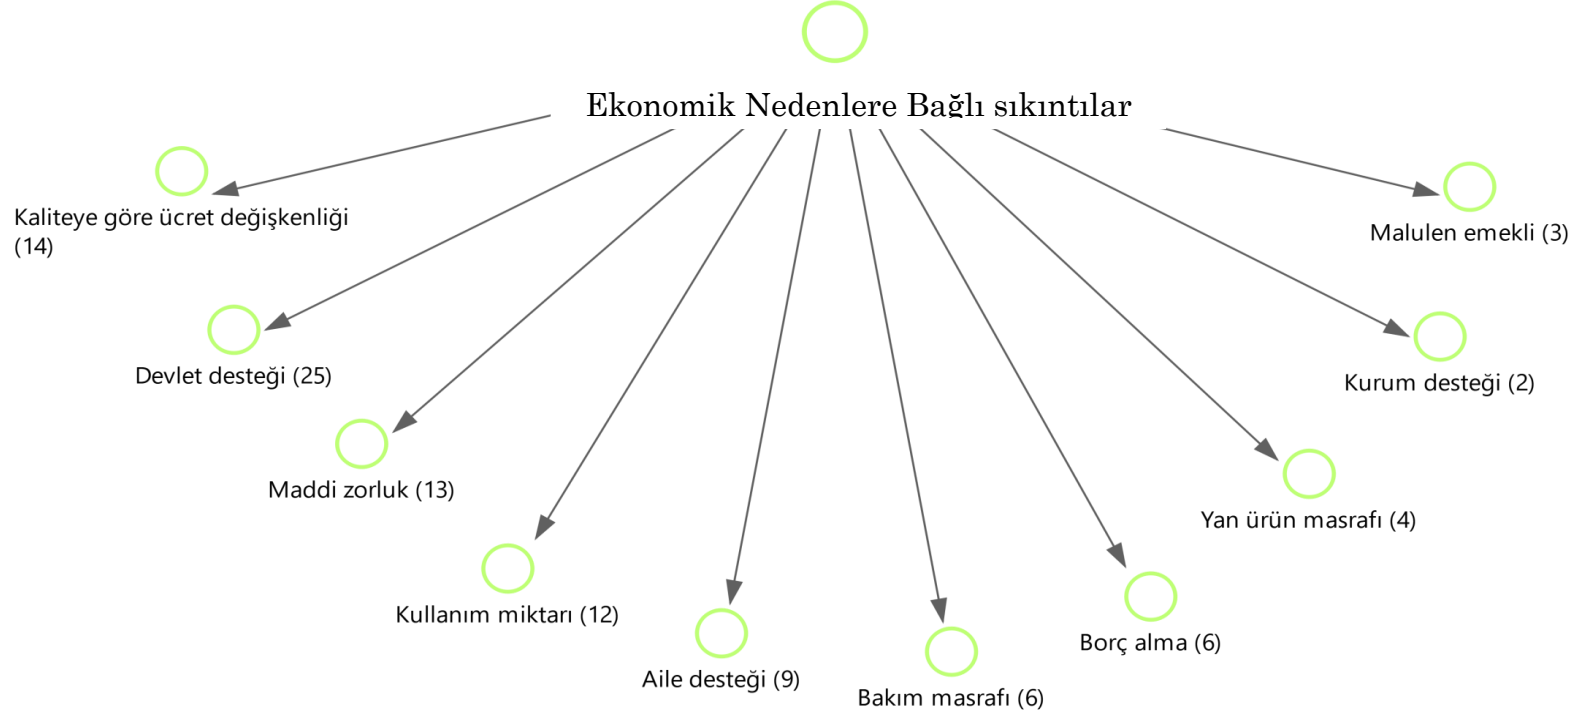 Ekonomik Nedenlere Bağlı sıkıntılar
Kaliteye göre ücret değişkenliği
(14)
Devlet desteği (25)
Maddi zorluk (13)
Kullanım miktarı (12)
Aile desteği (9)
Bakım masrafı (6)
Borç alma (6)
Yan ürün masrafı (4)
Kurum desteği (2)
Malulen emekli (3)